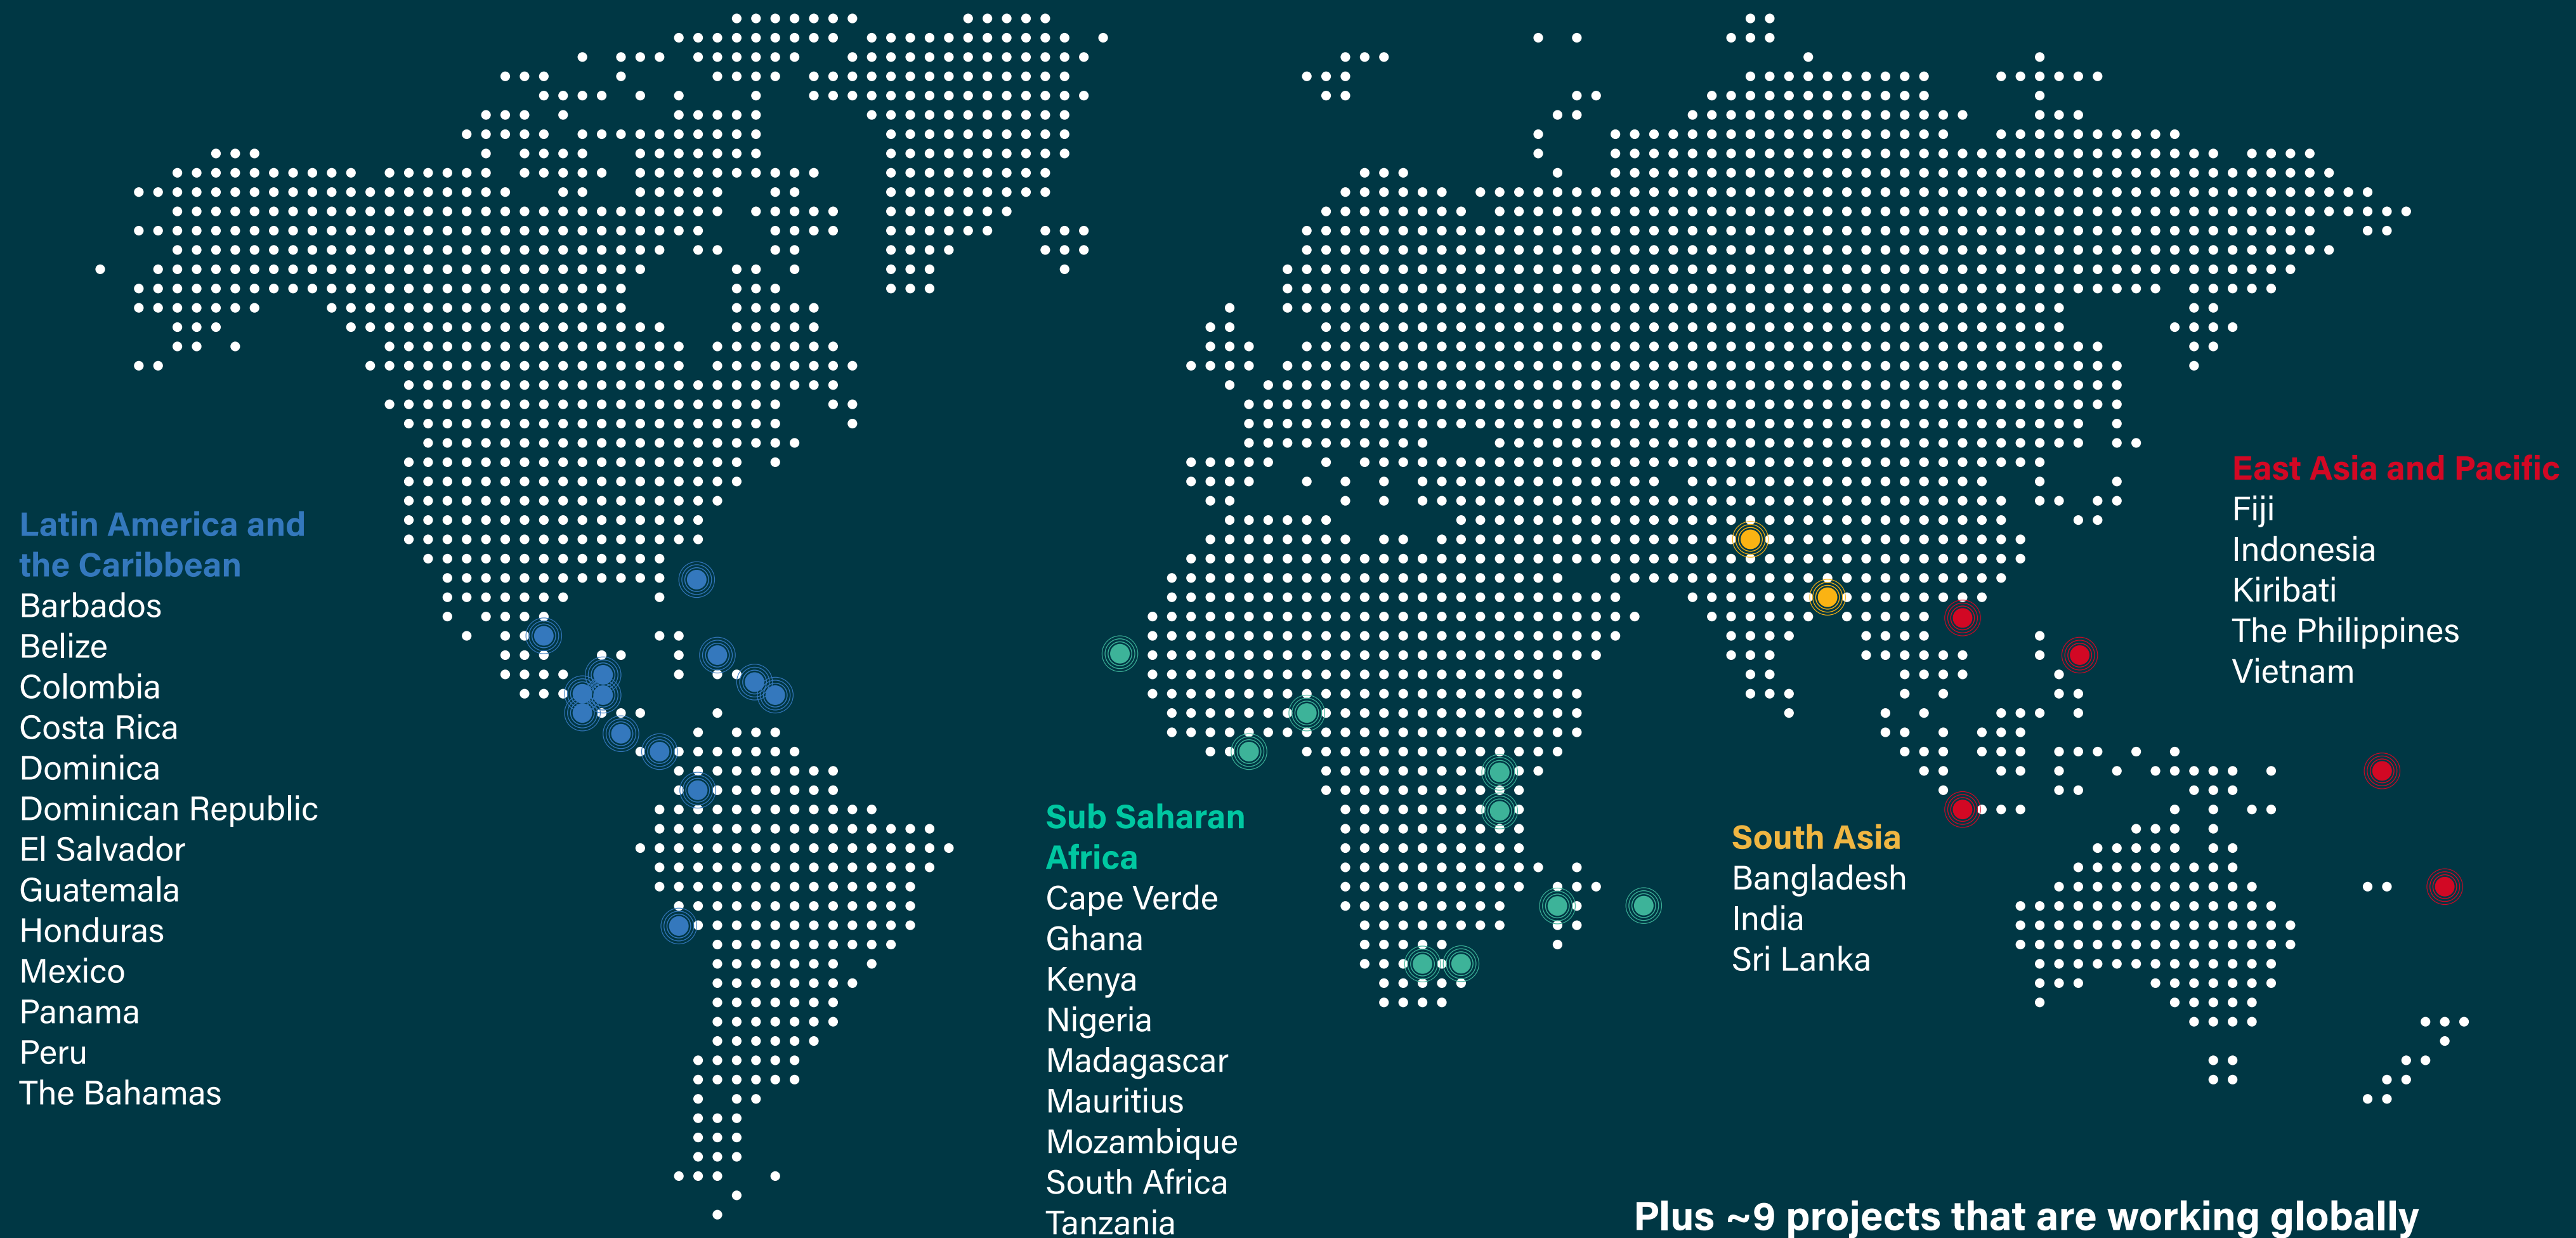 Latin America and
the Caribbean
Barbados
Belize
Colombia
Costa Rica
Dominica
Dominican Republic
El Salvador
Guatemala
Honduras
Mexico
Panama
Peru
The Bahamas
Sub Saharan
Africa
Cape Verde
Ghana
Kenya
Nigeria
Madagascar
Mauritius
Mozambique
South Africa
Tanzania
South Asia
Bangladesh
India
Sri Lanka
East Asia and Pacific
Fiji
Indonesia
Kiribati
The Philippines
Vietnam
Plus ~9 projects that are working globally